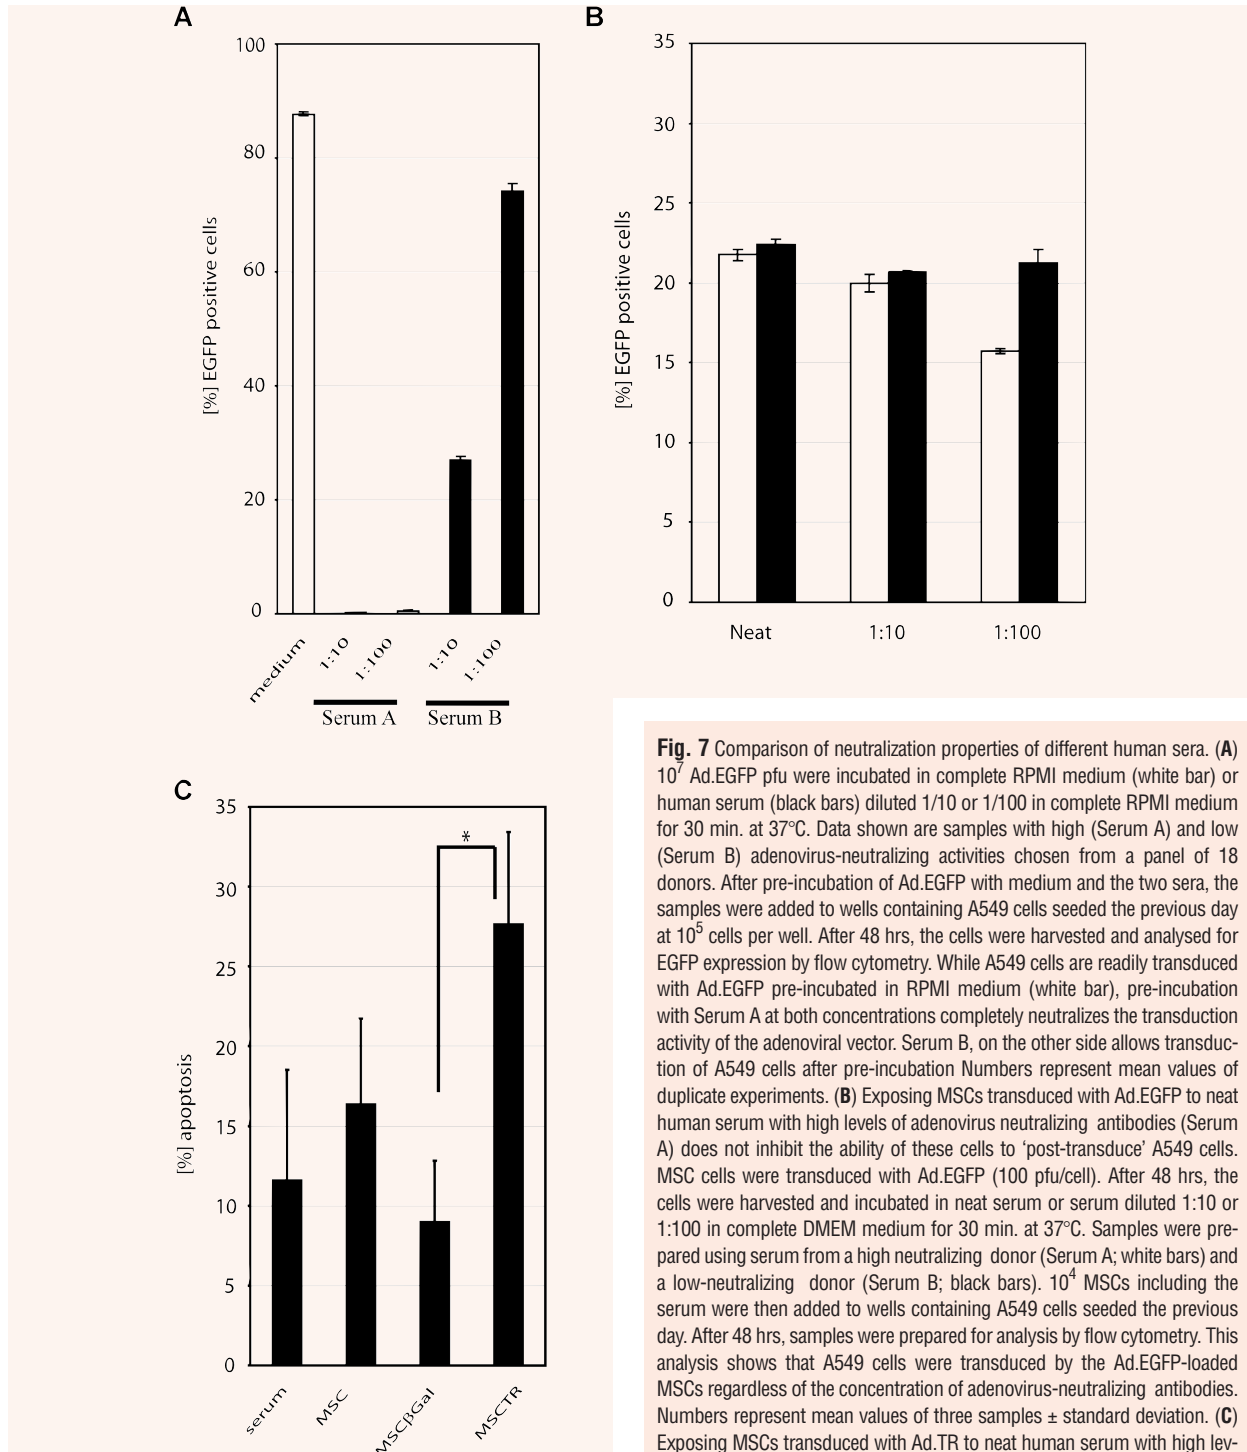 A
100
80
60
40
20
0
[%] EGFP positive cells
medium
1:10
1:100
1:10
1:100
Serum A
Serum B
B
35
30
25
20
15
10
5
0
[%] EGFP positive cells
Neat
1:10
1:100
C
35
30
25
20
15
10
5
0
[%] apoptosis
*
serum
MSC
MSCβGal
MSCTR
Fig. 7 Comparison of neutralization properties of different human sera. (A)
10⁷ Ad.EGFP pfu were incubated in complete RPMI medium (white bar) or
human serum (black bars) diluted 1/10 or 1/100 in complete RPMI medium
for 30 min. at 37°C. Data shown are samples with high (Serum A) and low
(Serum B) adenovirus-neutralizing activities chosen from a panel of 18
donors. After pre-incubation of Ad.EGFP with medium and the two sera, the
samples were added to wells containing A549 cells seeded the previous day
at 10⁵ cells per well. After 48 hrs, the cells were harvested and analysed for
EGFP expression by flow cytometry. While A549 cells are readily transduced
with Ad.EGFP pre-incubated in RPMI medium (white bar), pre-incubation
with Serum A at both concentrations completely neutralizes the transduction
activity of the adenoviral vector. Serum B, on the other side allows transduc-
tion of A549 cells after pre-incubation Numbers represent mean values of
duplicate experiments. (B) Exposing MSCs transduced with Ad.EGFP to neat
human serum with high levels of adenovirus neutralizing antibodies (Serum
A) does not inhibit the ability of these cells to 'post-transduce' A549 cells.
MSC cells were transduced with Ad.EGFP (100 pfu/cell). After 48 hrs, the
cells were harvested and incubated in neat serum or serum diluted 1:10 or
1:100 in complete DMEM medium for 30 min. at 37°C. Samples were pre-
pared using serum from a high neutralizing donor (Serum A; white bars) and
a low-neutralizing donor (Serum B; black bars). 10⁴ MSCs including the
serum were then added to wells containing A549 cells seeded the previous
day. After 48 hrs, samples were prepared for analysis by flow cytometry. This
analysis shows that A549 cells were transduced by the Ad.EGFP-loaded
MSCs regardless of the concentration of adenovirus-neutralizing antibodies.
Numbers represent mean values of three samples ± standard deviation. (C)
Exposing MSCs transduced with Ad.TR to neat human serum with high lev-